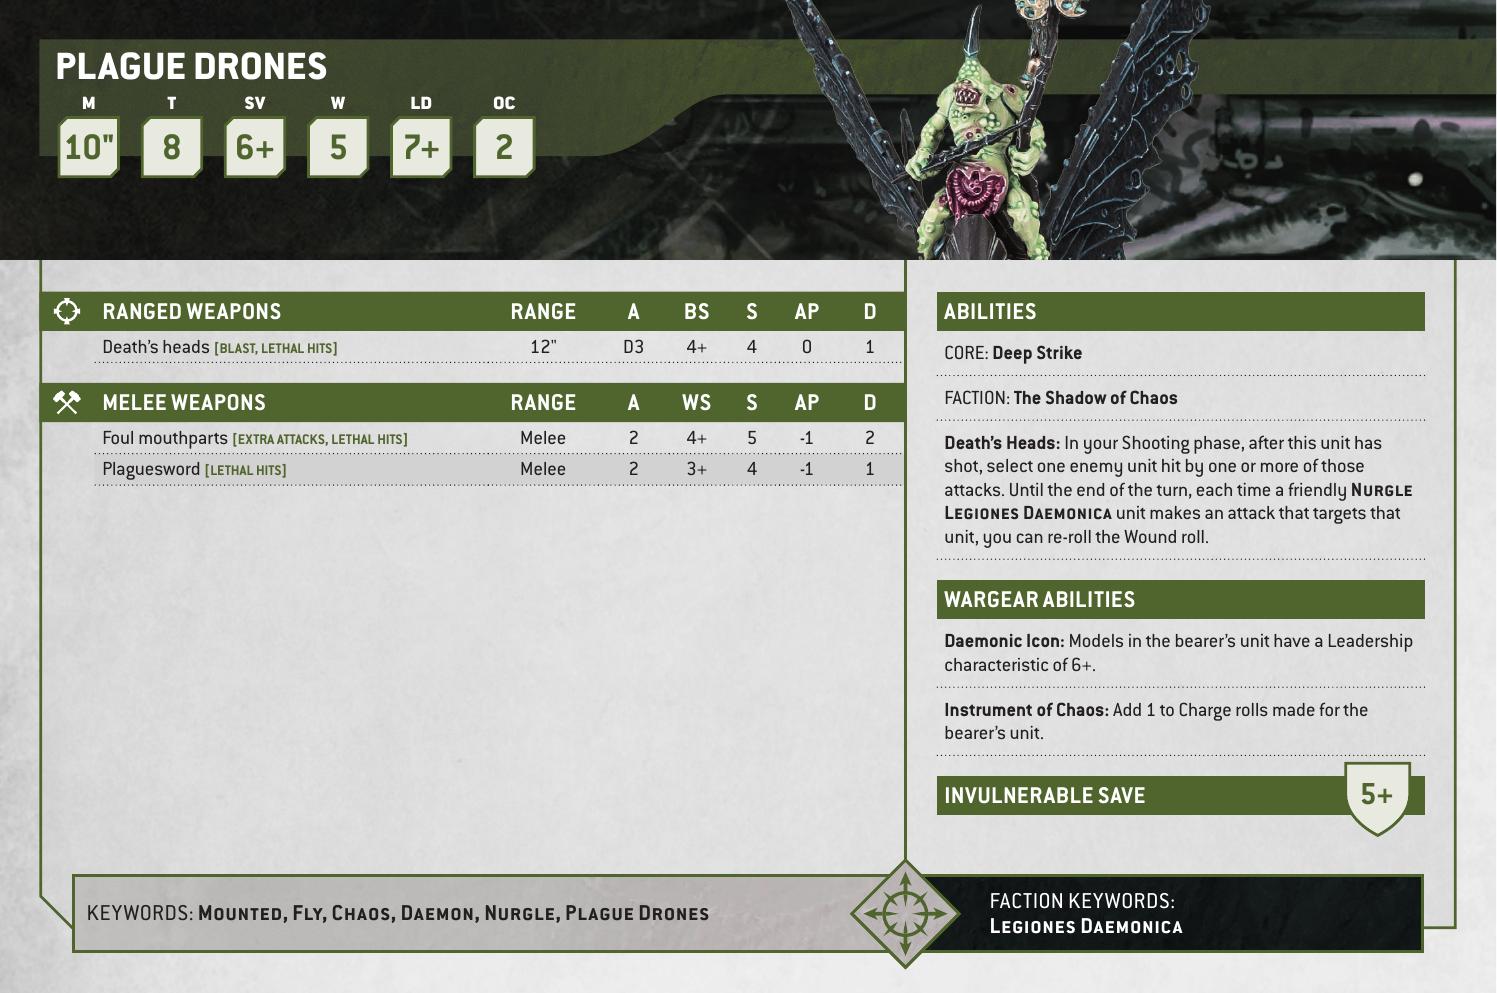 PLAGUE DRONES
M T SV W LD OC
10" 8 6+ 5 7+ 2
RANGED WEAPONS RANGE A BS S AP D
Death's heads [BLAST, LETHAL HITS] 12" D3 4+ 4 0 1
MELEE WEAPONS RANGE A WS S AP D
Foul mouthparts [EXTRA ATTACKS, LETHAL HITS] Melee 2 4+ 5 -1 2
Plaguesword [LETHAL HITS] Melee 2 3+ 4 -1 1
ABILITIES
CORE: Deep Strike
FACTION: The Shadow of Chaos
Death's Heads: In your Shooting phase, after this unit has
shot, select one enemy unit hit by one or more of those
attacks. Until the end of the turn, each time a friendly NURGLE
LEGIONES DAEMONICA unit makes an attack that targets that
unit, you can re-roll the Wound roll.
WARGEAR ABILITIES
Daemonic Icon: Models in the bearer's unit have a Leadership
characteristic of 6+.
Instrument of Chaos: Add 1 to Charge rolls made for the
bearer's unit.
INVULNERABLE SAVE 5+
KEYWORDS: MOUNTED, FLY, CHAOS, DAEMON, NURGLE, PLAGUE DRONES
FACTION KEYWORDS:
LEGIONES DAEMONICA